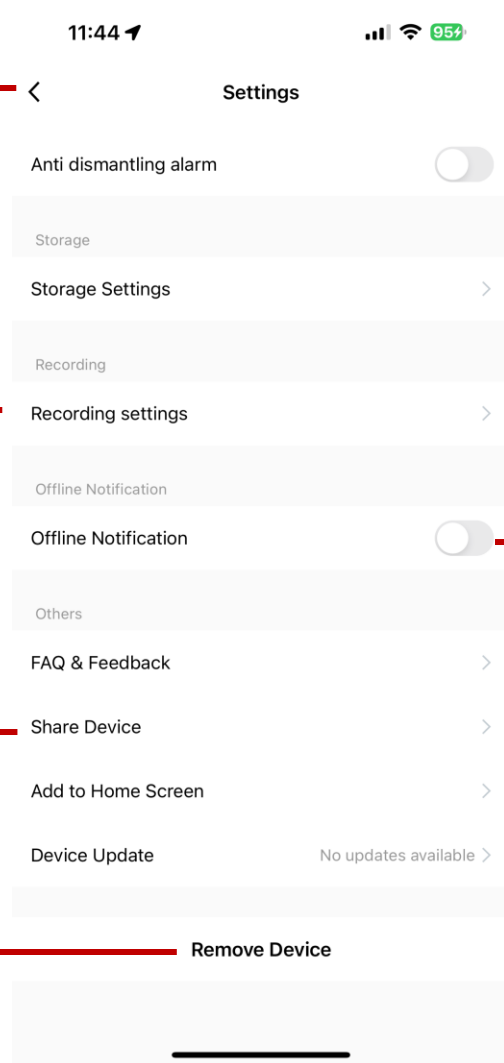 11:44
95
Settings
Anti dismantling alarm
Storage
Storage Settings
Recording
Recording settings
Offline Notification
Offline Notification
Others
FAQ & Feedback
Share Device
Add to Home Screen
Device Update No updates available
Remove Device